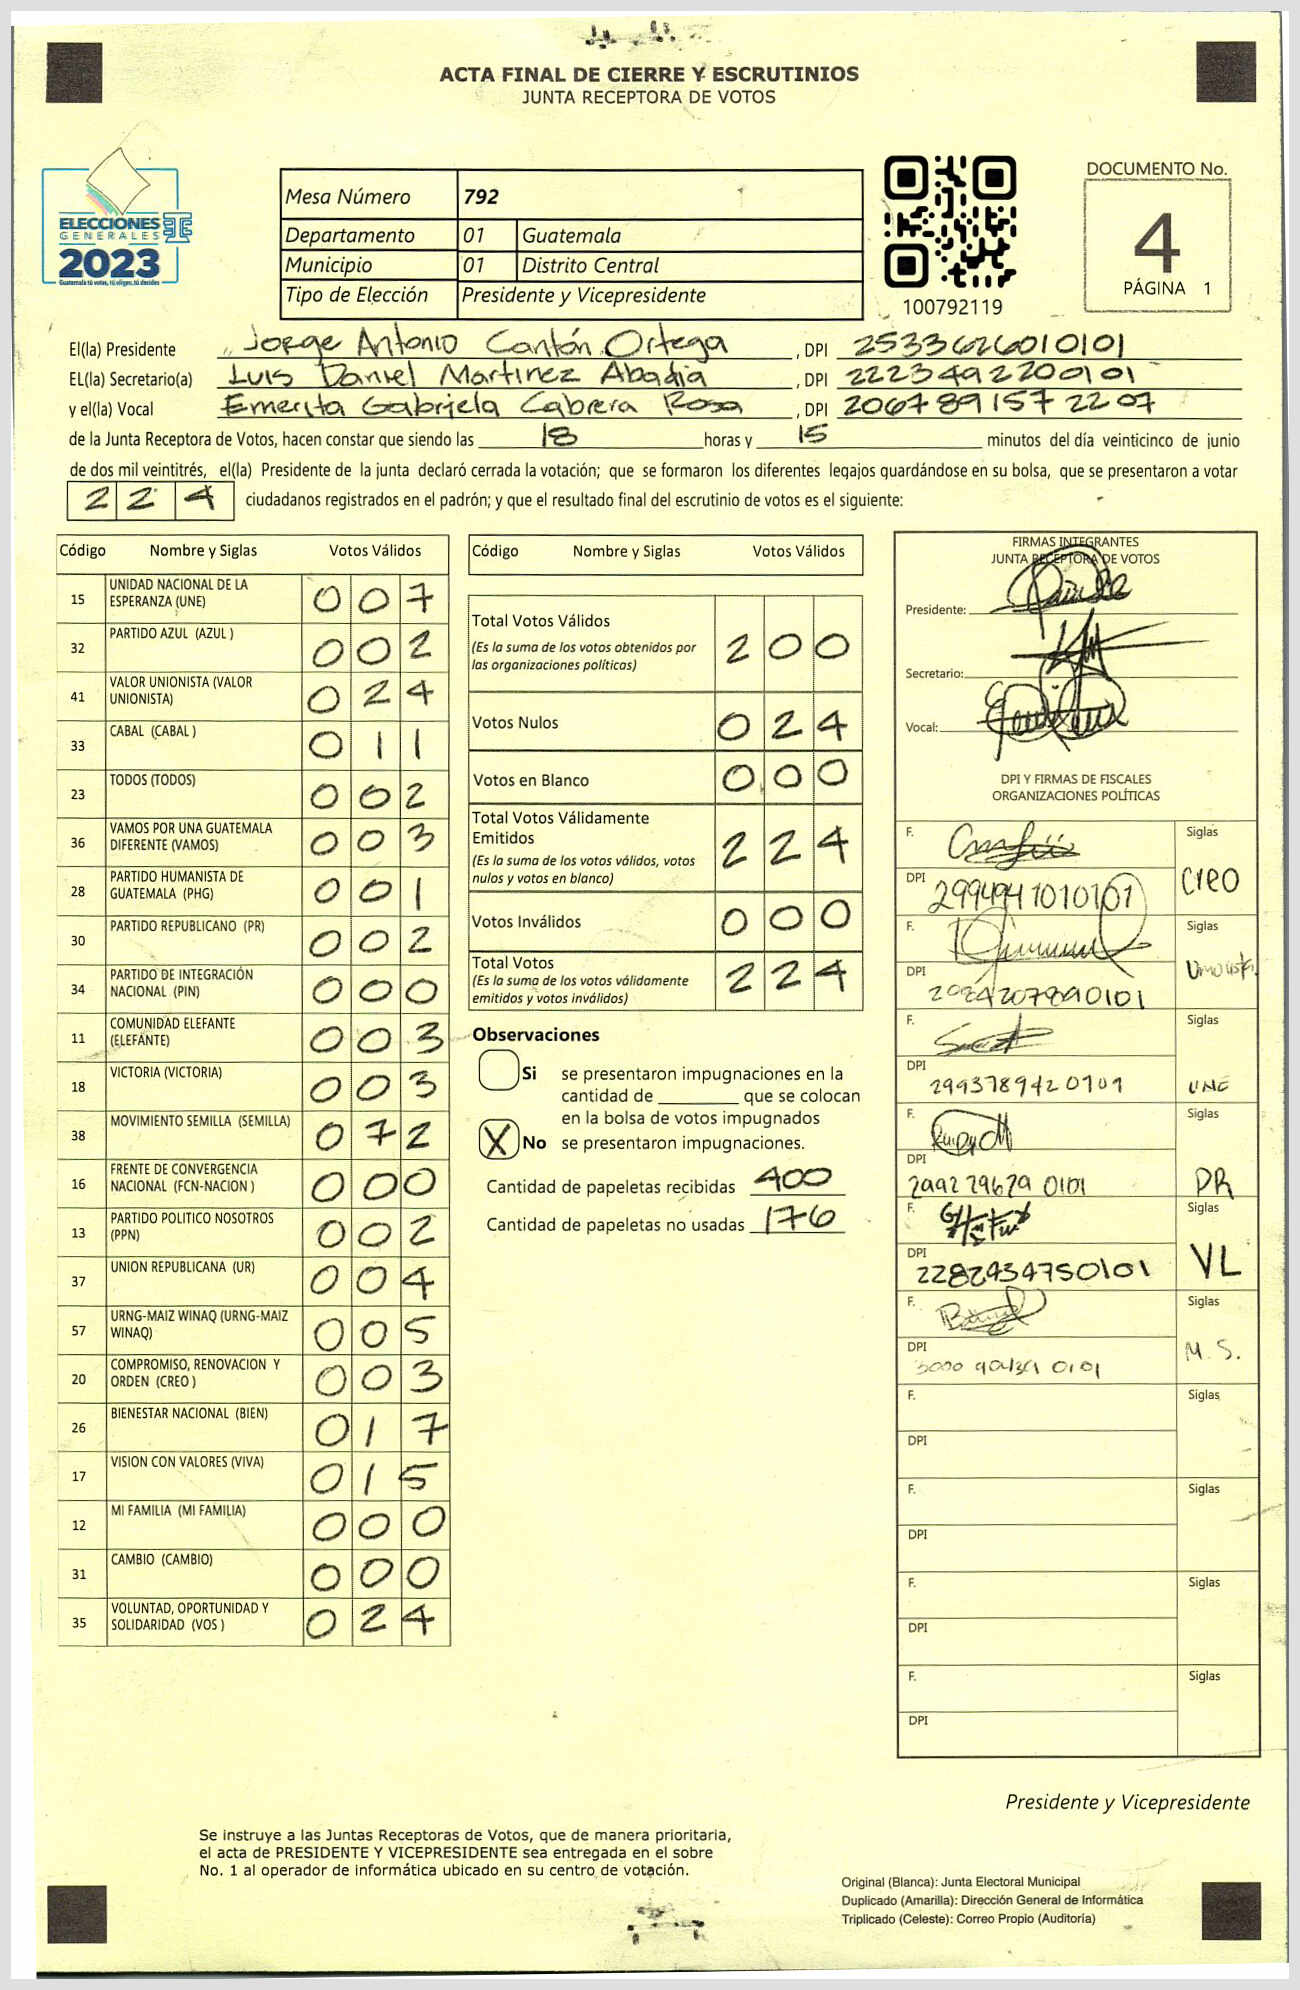 ACTA FINAL DE CIERRE Y ESCRUTINIOS
JUNTA RECEPTORA DE VOTOS
ELECCIONES
GENERALES
2023
Guatemala tú votas, tú eliges, tú decides
Mesa Número 792
Departamento 01 Guatemala
Municipio 01 Distrito Central
Tipo de Elección Presidente y Vicepresidente
100792119
DOCUMENTO No.
4
PÁGINA 1
El(la) Presidente Jorge Antonio Cantón Ortega, DPI 2533626010101
EL(la) Secretario(a) Luis Daniel Martinez Abadia, DPI 2223492200101
y el(la) Vocal Emerita Gabriela Cabrera Rosa, DPI 2067891572207
de la Junta Receptora de Votos, hacen constar que siendo las 18 horas y 15 minutos del día veinticinco de junio
de dos mil veintitrés, el(la) Presidente de la junta declaró cerrada la votación; que se formaron los diferentes legajos guardándose en su bolsa, que se presentaron a votar
224 ciudadanos registrados en el padrón; y que el resultado final del escrutinio de votos es el siguiente:
Código Nombre y Siglas Votos Válidos
15 UNIDAD NACIONAL DE LA ESPERANZA (UNE) 007
32 PARTIDO AZUL (AZUL ) 002
41 VALOR UNIONISTA (VALOR UNIONISTA) 024
33 CABAL (CABAL ) 011
23 TODOS (TODOS) 002
36 VAMOS POR UNA GUATEMALA DIFERENTE (VAMOS) 003
28 PARTIDO HUMANISTA DE GUATEMALA (PHG) 001
30 PARTIDO REPUBLICANO (PR) 002
34 PARTIDO DE INTEGRACIÓN NACIONAL (PIN) 000
11 COMUNIDAD ELEFANTE (ELEFANTE) 003
18 VICTORIA (VICTORIA) 003
38 MOVIMIENTO SEMILLA (SEMILLA) 072
16 FRENTE DE CONVERGENCIA NACIONAL (FCN-NACION ) 000
13 PARTIDO POLITICO NOSOTROS (PPN) 002
37 UNION REPUBLICANA (UR) 004
57 URNG-MAIZ WINAQ (URNG-MAIZ WINAQ) 005
20 COMPROMISO, RENOVACION Y ORDEN (CREO ) 003
26 BIENESTAR NACIONAL (BIEN) 017
17 VISION CON VALORES (VIVA) 015
12 MI FAMILIA (MI FAMILIA) 000
31 CAMBIO (CAMBIO) 000
35 VOLUNTAD, OPORTUNIDAD Y SOLIDARIDAD (VOS ) 024
Código Nombre y Siglas Votos Válidos
Total Votos Válidos 200
(Es la suma de los votos obtenidos por
las organizaciones políticas)
Votos Nulos 024
Votos en Blanco 000
Total Votos Válidamente
Emitidos 224
(Es la suma de los votos válidos, votos
nulos y votos en blanco)
Votos Inválidos 000
Total Votos 224
(Es la suma de los votos válidamente
emitidos y votos inválidos)
Observaciones
Si se presentaron impugnaciones en la
cantidad de ________ que se colocan
en la bolsa de votos impugnados
X No se presentaron impugnaciones.
Cantidad de papeletas recibidas 400
Cantidad de papeletas no usadas 176
FIRMAS INTEGRANTES
JUNTA RECEPTORA DE VOTOS
Presidente:
Secretario:
Vocal:
DPI Y FIRMAS DE FISCALES
ORGANIZACIONES POLÍTICAS
F. Siglas
DPI Creo
F. Siglas
DPI
F. Siglas
DPI 2993789420101 UNE
F. Siglas
DPI 2992296290101 PR
F. Siglas
DPI 2282434750101 VL
F. Siglas
DPI M.S.
F. Siglas
DPI
F. Siglas
DPI
F. Siglas
DPI
F. Siglas
DPI
Presidente y Vicepresidente
Se instruye a las Juntas Receptoras de Votos, que de manera prioritaria,
el acta de PRESIDENTE Y VICEPRESIDENTE sea entregada en el sobre
No. 1 al operador de informática ubicado en su centro de votación.
Original (Blanca): Junta Electoral Municipal
Duplicado (Amarilla): Dirección General de Informática
Triplicado (Celeste): Correo Propio (Auditoría)